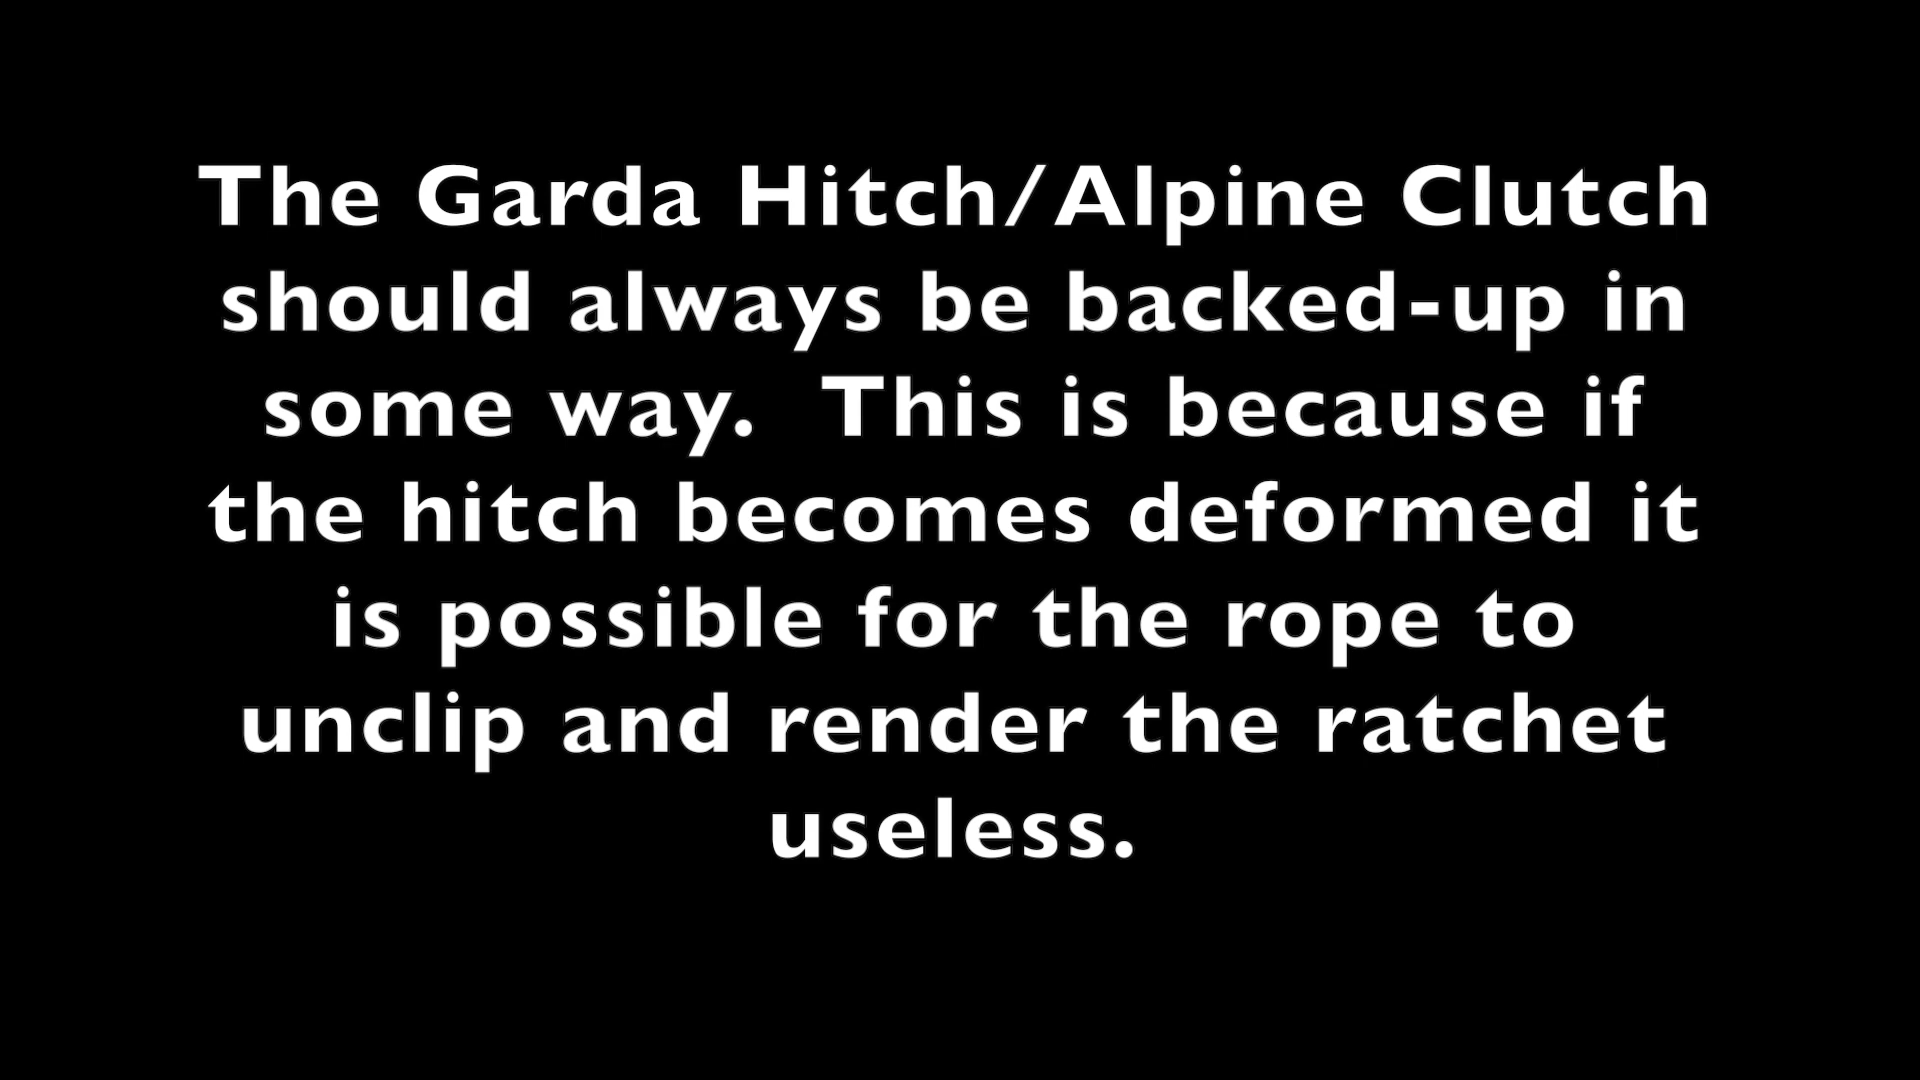 The Garda Hitch/Alpine Clutch
should always be backed-up in
some way.  This is because if
the hitch becomes deformed it
is possible for the rope to
unclip and render the ratchet
useless.